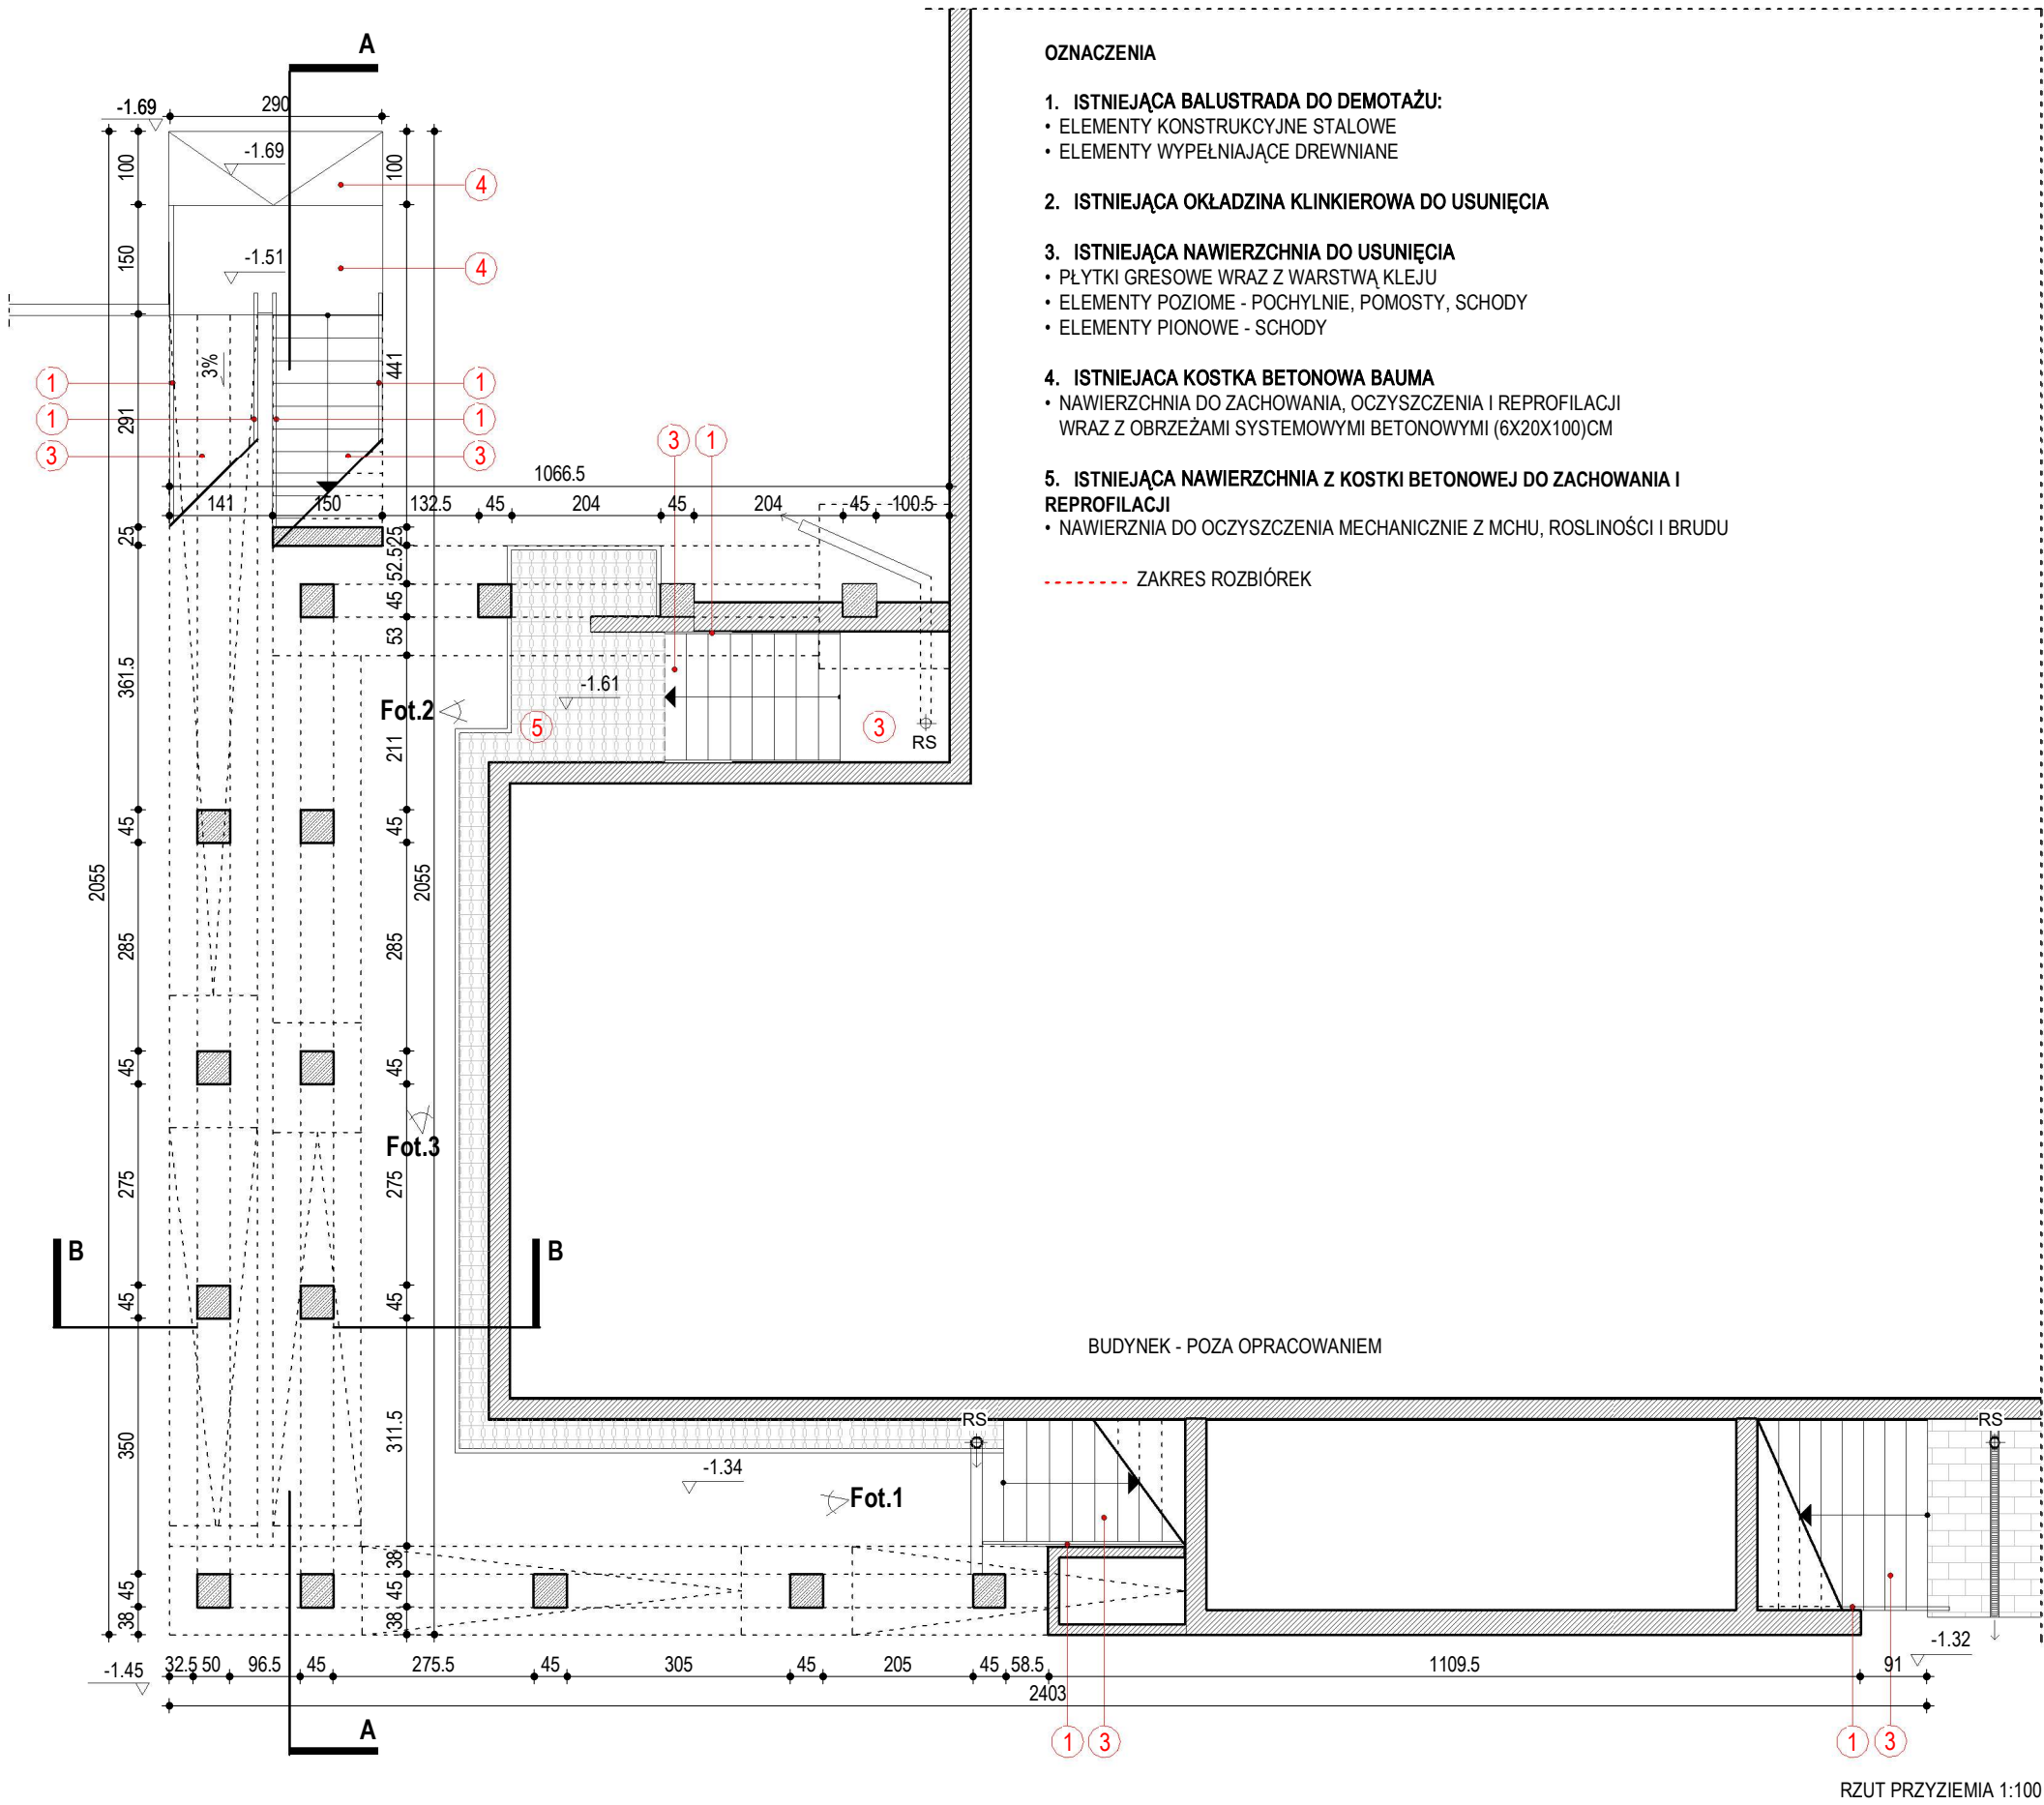 OZNACZENIA
1. ISTNIEJĄCA BALUSTRADA DO DEMOTAŻU:
• ELEMENTY KONSTRUKCYJNE STALOWE
• ELEMENTY WYPEŁNIAJĄCE DREWNIANE
2. ISTNIEJĄCA OKŁADZINA KLINKIEROWA DO USUNIĘCIA
3. ISTNIEJĄCA NAWIERZCHNIA DO USUNIĘCIA
• PŁYTKI GRESOWE WRAZ Z WARSTWĄ KLEJU
• ELEMENTY POZIOME - POCHYLNIE, POMOSTY, SCHODY
• ELEMENTY PIONOWE - SCHODY
4. ISTNIEJACA KOSTKA BETONOWA BAUMA
• NAWIERZCHNIA DO ZACHOWANIA, OCZYSZCZENIA I REPROFILACJI
WRAZ Z OBRZEŻAMI SYSTEMOWYMI BETONOWYMI (6X20X100)CM
5. ISTNIEJĄCA NAWIERZCHNIA Z KOSTKI BETONOWEJ DO ZACHOWANIA I
REPROFILACJI
• NAWIERZNIA DO OCZYSZCZENIA MECHANICZNIE Z MCHU, ROSLINOŚCI I BRUDU
ZAKRES ROZBIÓREK
A
-1.69
290
100
-1.69
100
4
150
-1.51
4
3%
441
1
1
1
1
291
3
3
3
1
1066.5
141
150
132.5
45
204
45
204
45
100.5
25
25
52.5
45
53
361.5
-1.61
Fot.2
5
3
RS
211
45
45
2055
2055
285
285
45
45
Fot.3
275
275
B
B
45
45
BUDYNEK - POZA OPRACOWANIEM
350
311.5
RS
RS
-1.34
Fot.1
38
45
45
38
38
-1.32
-1.45
32.5
50
96.5
45
275.5
45
305
45
205
45
58.5
1109.5
91
2403
A
1
3
1
3
RZUT PRZYZIEMIA 1:100